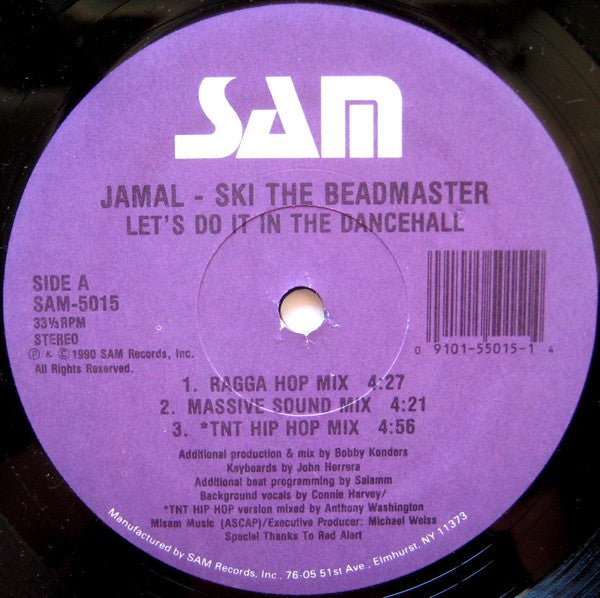 SAM
JAMAL - SKI THE BEADMASTER
LET'S DO IT IN THE DANCEHALL
SIDE A
SAM-5015
33⅓ RPM
STEREO
℗ & © 1990 SAM Records, Inc.
All Rights Reserved.
0 9101-55015-1 4
1. RAGGA HOP MIX 4:27
2. MASSIVE SOUND MIX 4:21
3. *TNT HIP HOP MIX 4:56
Additional production & mix by Bobby Konders
Keyboards by John Herrera
Additional beat programming by Salamm
Background vocals by Connie Harvey/
*TNT HIP HOP version mixed by Anthony Washington
Misam Music (ASCAP)/Executive Producer: Michael Weiss
Special Thanks To Red Alert
Manufactured by SAM Records, Inc., 76-05 51st Ave., Elmhurst, NY 11373